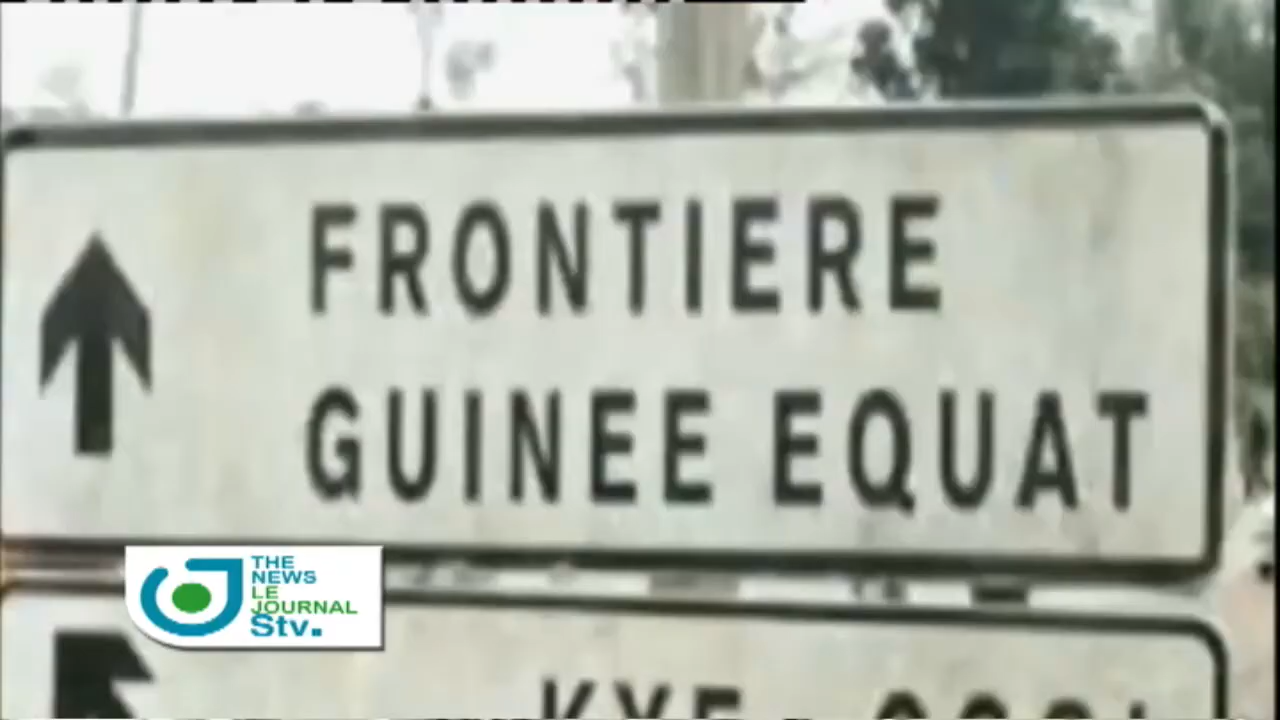 FRONTIERE
GUINEE EQUAT
THE
NEWS
LE
JOURNAL
Stv.